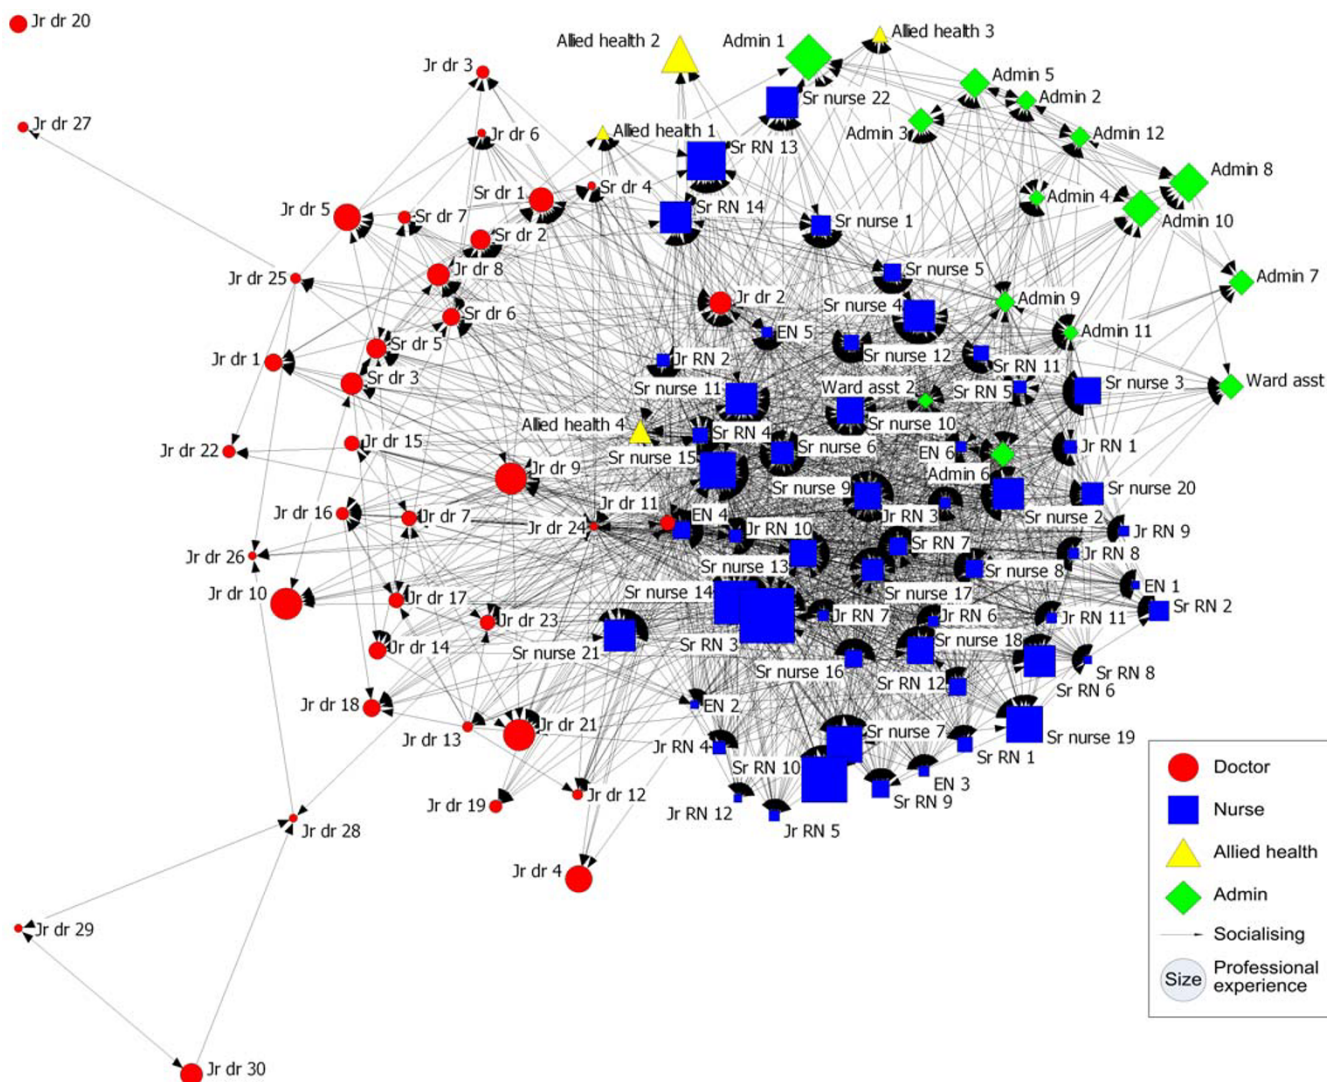 Jr dr 20
Allied health 3
Allied health 2
Admin 1
Jr dr 3
Admin 5
Sr nurse 22
Admin 2
Jr dr 27
Allied health 1
Admin 3
Admin 12
Jr dr 6
Sr RN 13
Admin 8
Sr dr 4
Sr dr 1
Admin 4
Sr RN 14
Jr dr 5
Sr dr 7
Admin 10
Sr nurse 1
Sr dr 2
Jr dr 8
Sr nurse 5
Jr dr 25
Admin 7
Jr dr 2
Admin 9
Sr nurse 4
Sr dr 6
EN 5
Admin 11
Sr dr 5
Sr nurse 12
Jr dr 1
Jr RN 2
Sr RN 11
Sr dr 3
Sr nurse 11
Ward asst 2
Sr RN 5
Sr nurse 3
Ward asst
Sr nurse 10
Allied health 4
Sr RN 4
Jr dr 15
Sr nurse 6
Jr RN 1
Jr dr 22
Sr nurse 15
EN 6
Jr dr 9
Admin 6
Sr nurse 9
Sr nurse 20
Jr dr 11
Jr dr 16
EN 4
Jr RN 3
Sr nurse 2
Jr dr 7
Jr dr 24
Jr RN 10
Jr RN 9
Sr RN 7
Jr RN 8
Jr dr 26
Sr nurse 13
Sr nurse 8
EN 1
Jr dr 10
Sr nurse 14
Sr nurse 17
Jr dr 17
Sr RN 2
Jr RN 7
Jr RN 6
Jr RN 11
Jr dr 23
Sr RN 3
Sr nurse 18
Jr dr 14
Sr nurse 21
Sr nurse 16
Sr RN 8
Sr RN 12
Sr RN 6
Jr dr 18
EN 2
Jr dr 21
Jr dr 13
Sr nurse 7
Sr nurse 19
Jr RN 4
Sr RN 1
Sr RN 10
EN 3
Jr dr 12
Sr RN 9
Jr dr 19
Jr RN 12
Jr RN 5
Jr dr 28
Jr dr 4
Jr dr 29
Jr dr 30
Doctor
Nurse
Allied health
Admin
Socialising
Size
Professional
experience